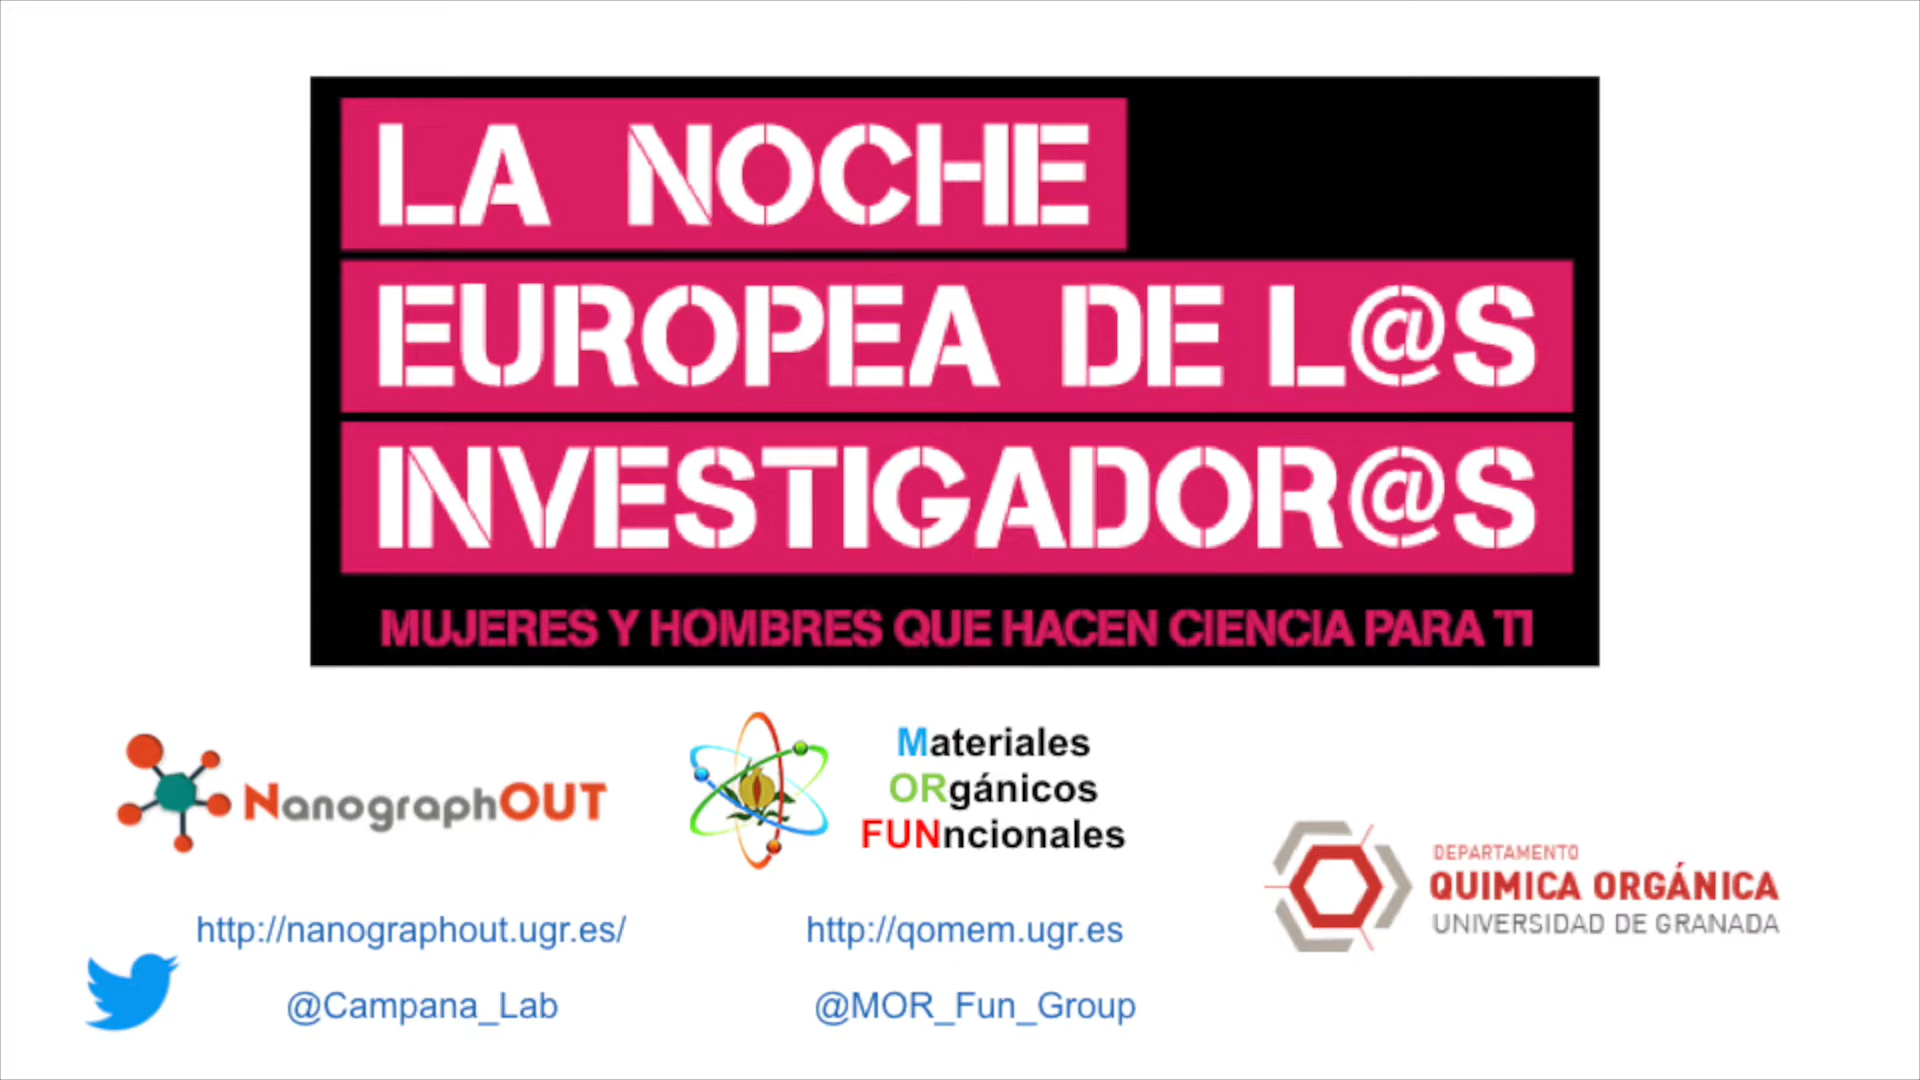 LA NOCHE
EUROPEA DE L@S
INVESTIGADOR@S
MUJERES Y HOMBRES QUE HACEN CIENCIA PARA TI
NanographOUT
Materiales
ORgánicos
FUNncionales
DEPARTAMENTO
QUIMICA ORGÁNICA
UNIVERSIDAD DE GRANADA
http://nanographout.ugr.es/
http://qomem.ugr.es
@Campana_Lab
@MOR_Fun_Group